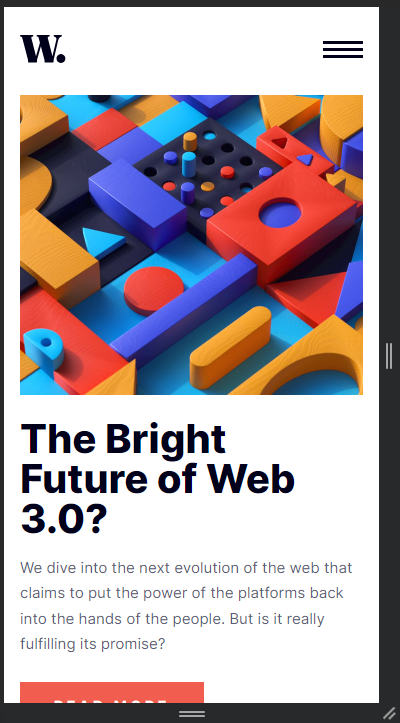 W.
The Bright
Future of Web
3.0?
We dive into the next evolution of the web that
claims to put the power of the platforms back
into the hands of the people. But is it really
fulfilling its promise?
READ MORE